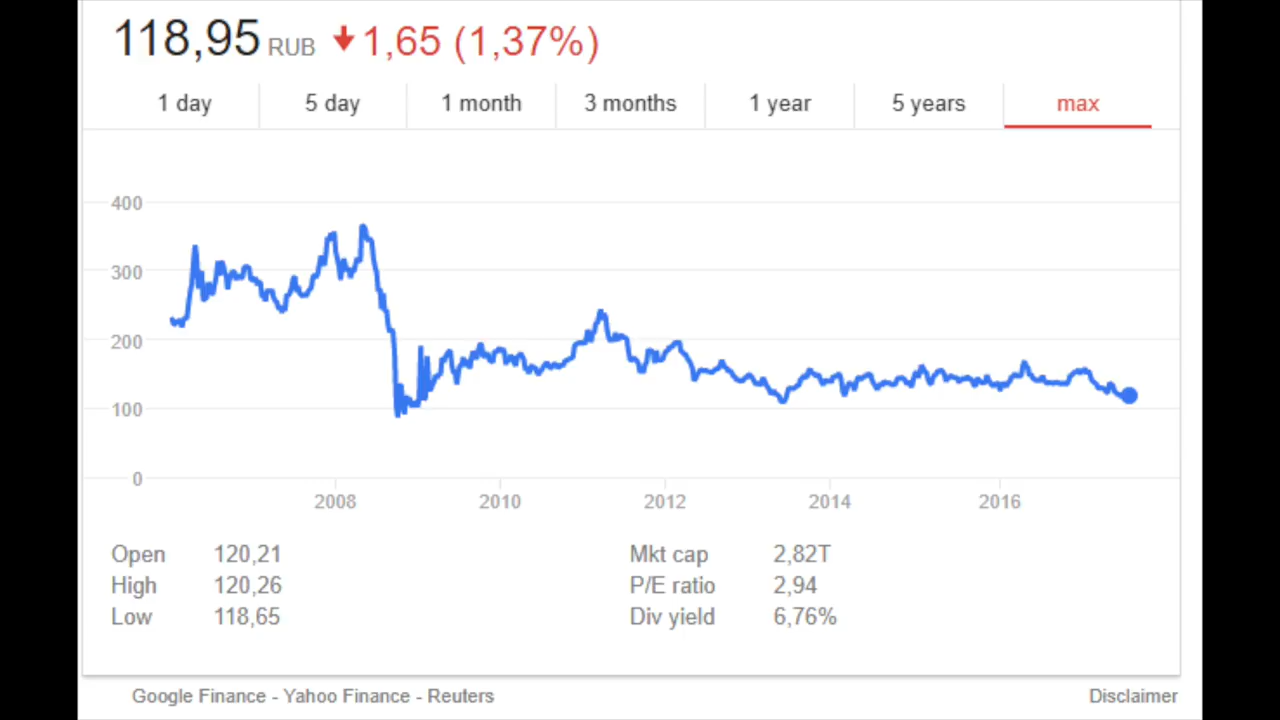 118,95 RUB 1,65 (1,37%)
1 day 5 day 1 month 3 months 1 year 5 years max
400
300
200
100
0
2008 2010 2012 2014 2016
Open 120,21 Mkt cap 2,82T
High 120,26 P/E ratio 2,94
Low 118,65 Div yield 6,76%
Google Finance - Yahoo Finance - Reuters Disclaimer